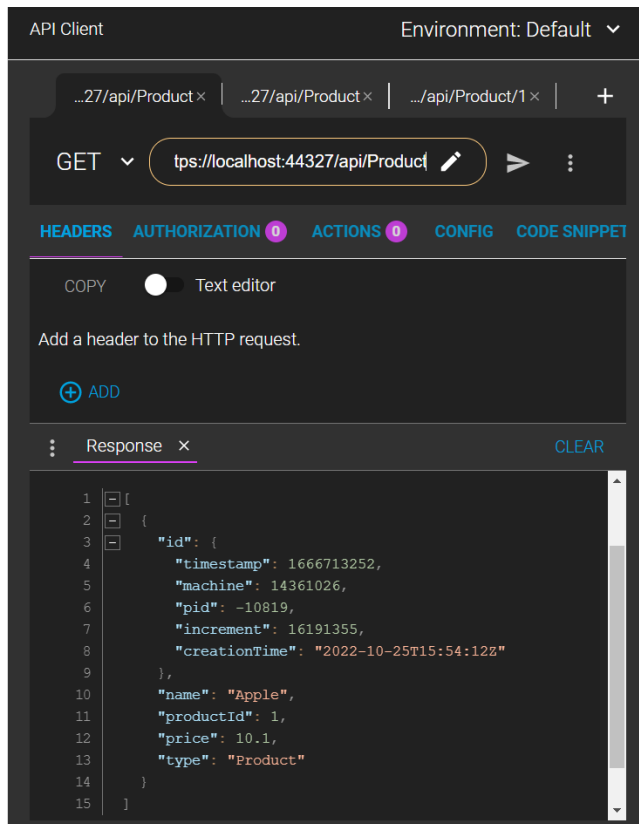 API Client Environment: Default
...27/api/Product × ...27/api/Product × .../api/Product/1 × +
GET tps://localhost:44327/api/Product
HEADERS AUTHORIZATION 0 ACTIONS 0 CONFIG CODE SNIPPET
COPY Text editor
Add a header to the HTTP request.
ADD
Response × CLEAR
1 [
2 {
3 "id": {
4 "timestamp": 1666713252,
5 "machine": 14361026,
6 "pid": -10819,
7 "increment": 16191355,
8 "creationTime": "2022-10-25T15:54:12Z"
9 },
10 "name": "Apple",
11 "productId": 1,
12 "price": 10.1,
13 "type": "Product"
14 }
15 ]